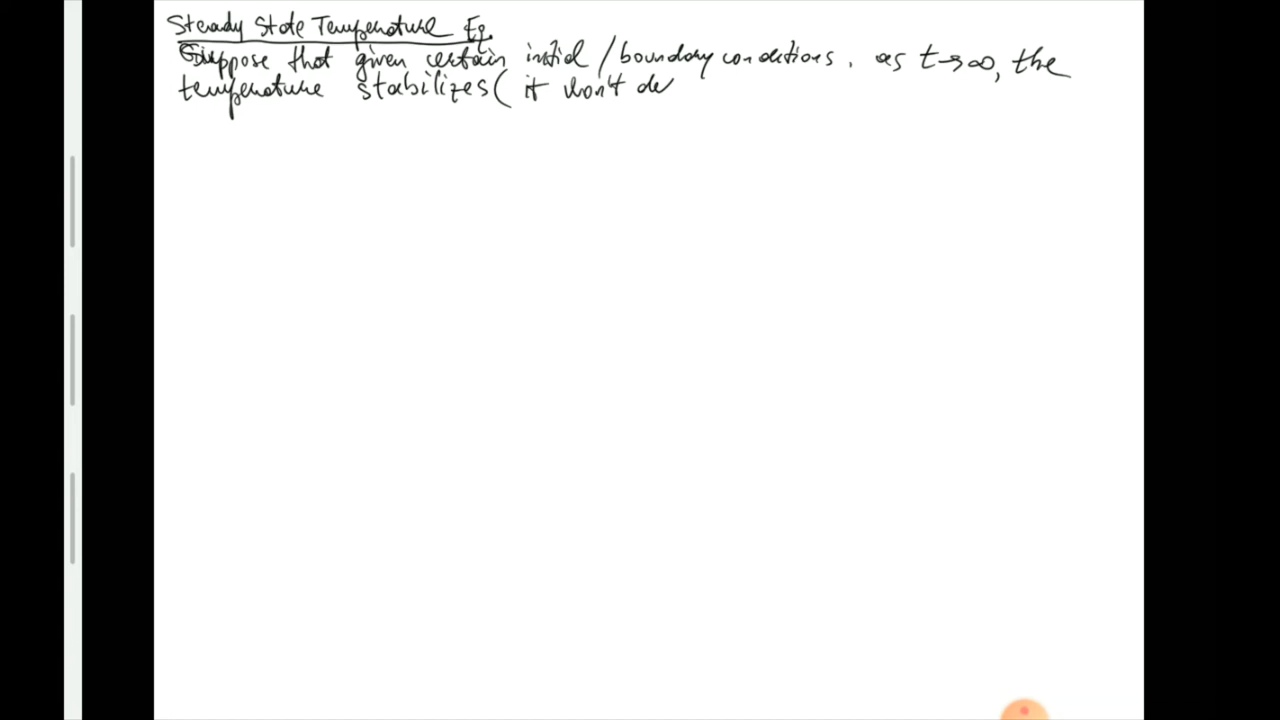 Steady State Temperature Eq.
Suppose that given certain initial / boundary conditions, as t→∞, the
temperature stabilizes ( it won't de